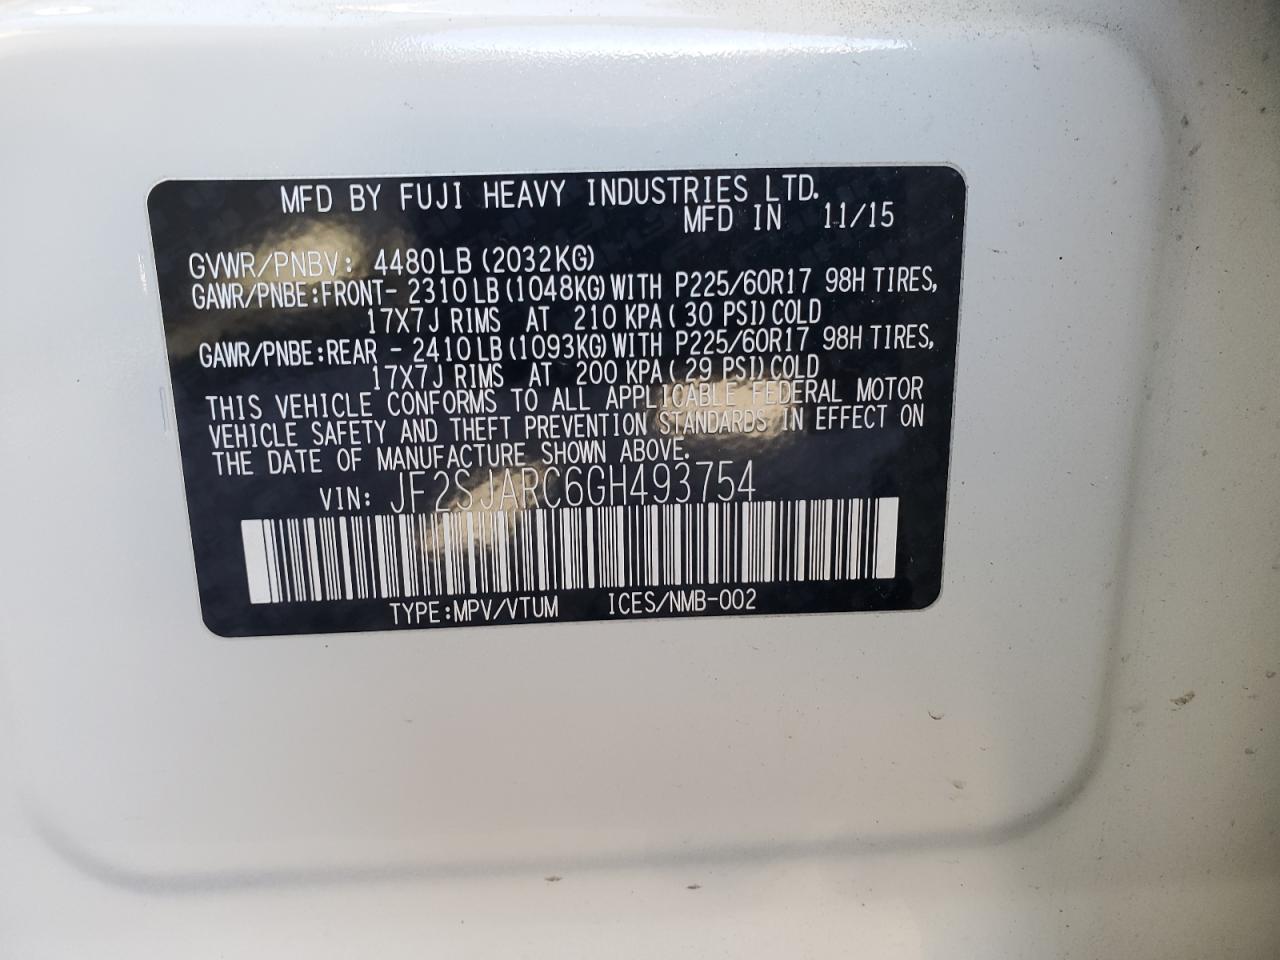 MFD BY FUJI HEAVY INDUSTRIES LTD.
MFD IN 11/15
GVWR/PNBV: 4480LB (2032KG)
GAWR/PNBE:FRONT- 2310LB (1048KG) WITH P225/60R17 98H TIRES,
17X7J RIMS AT 210 KPA (30 PSI) COLD
GAWR/PNBE:REAR - 2410LB (1093KG) WITH P225/60R17 98H TIRES,
17X7J RIMS AT 200 KPA (29 PSI) COLD
THIS VEHICLE CONFORMS TO ALL APPLICABLE FEDERAL MOTOR
VEHICLE SAFETY AND THEFT PREVENTION STANDARDS IN EFFECT ON
THE DATE OF MANUFACTURE SHOWN ABOVE.
VIN: JF2SJARC6GH493754
TYPE:MPV/VTUM ICES/NMB-002